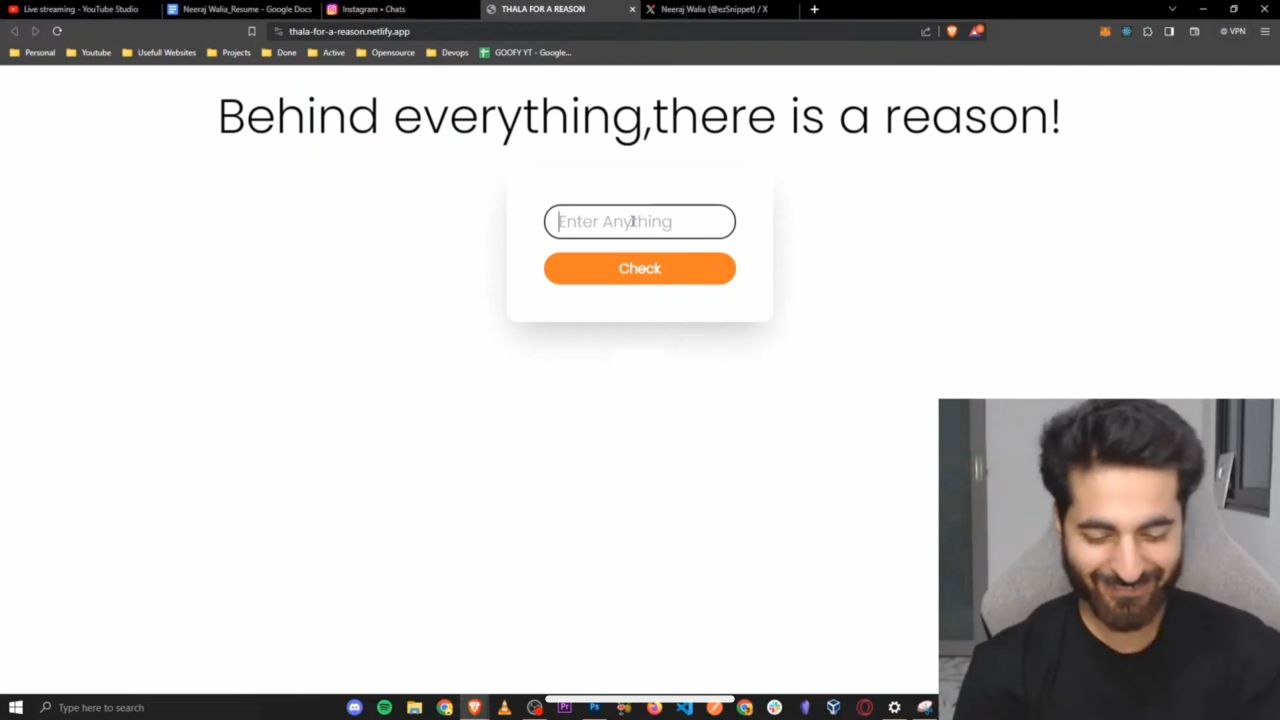 Live streaming - YouTube Studio
Neeraj Walia_Resume - Google Docs
Instagram • Chats
THALA FOR A REASON
Neeraj Walia (@ezSnippet) / X
thala-for-a-reason.netlify.app
VPN
Personal
Youtube
Usefull Websites
Projects
Done
Active
Opensource
Devops
GOOFY YT - Google...
Behind everything,there is a reason!
Enter Anything
Check
Type here to search
Pr
Ps